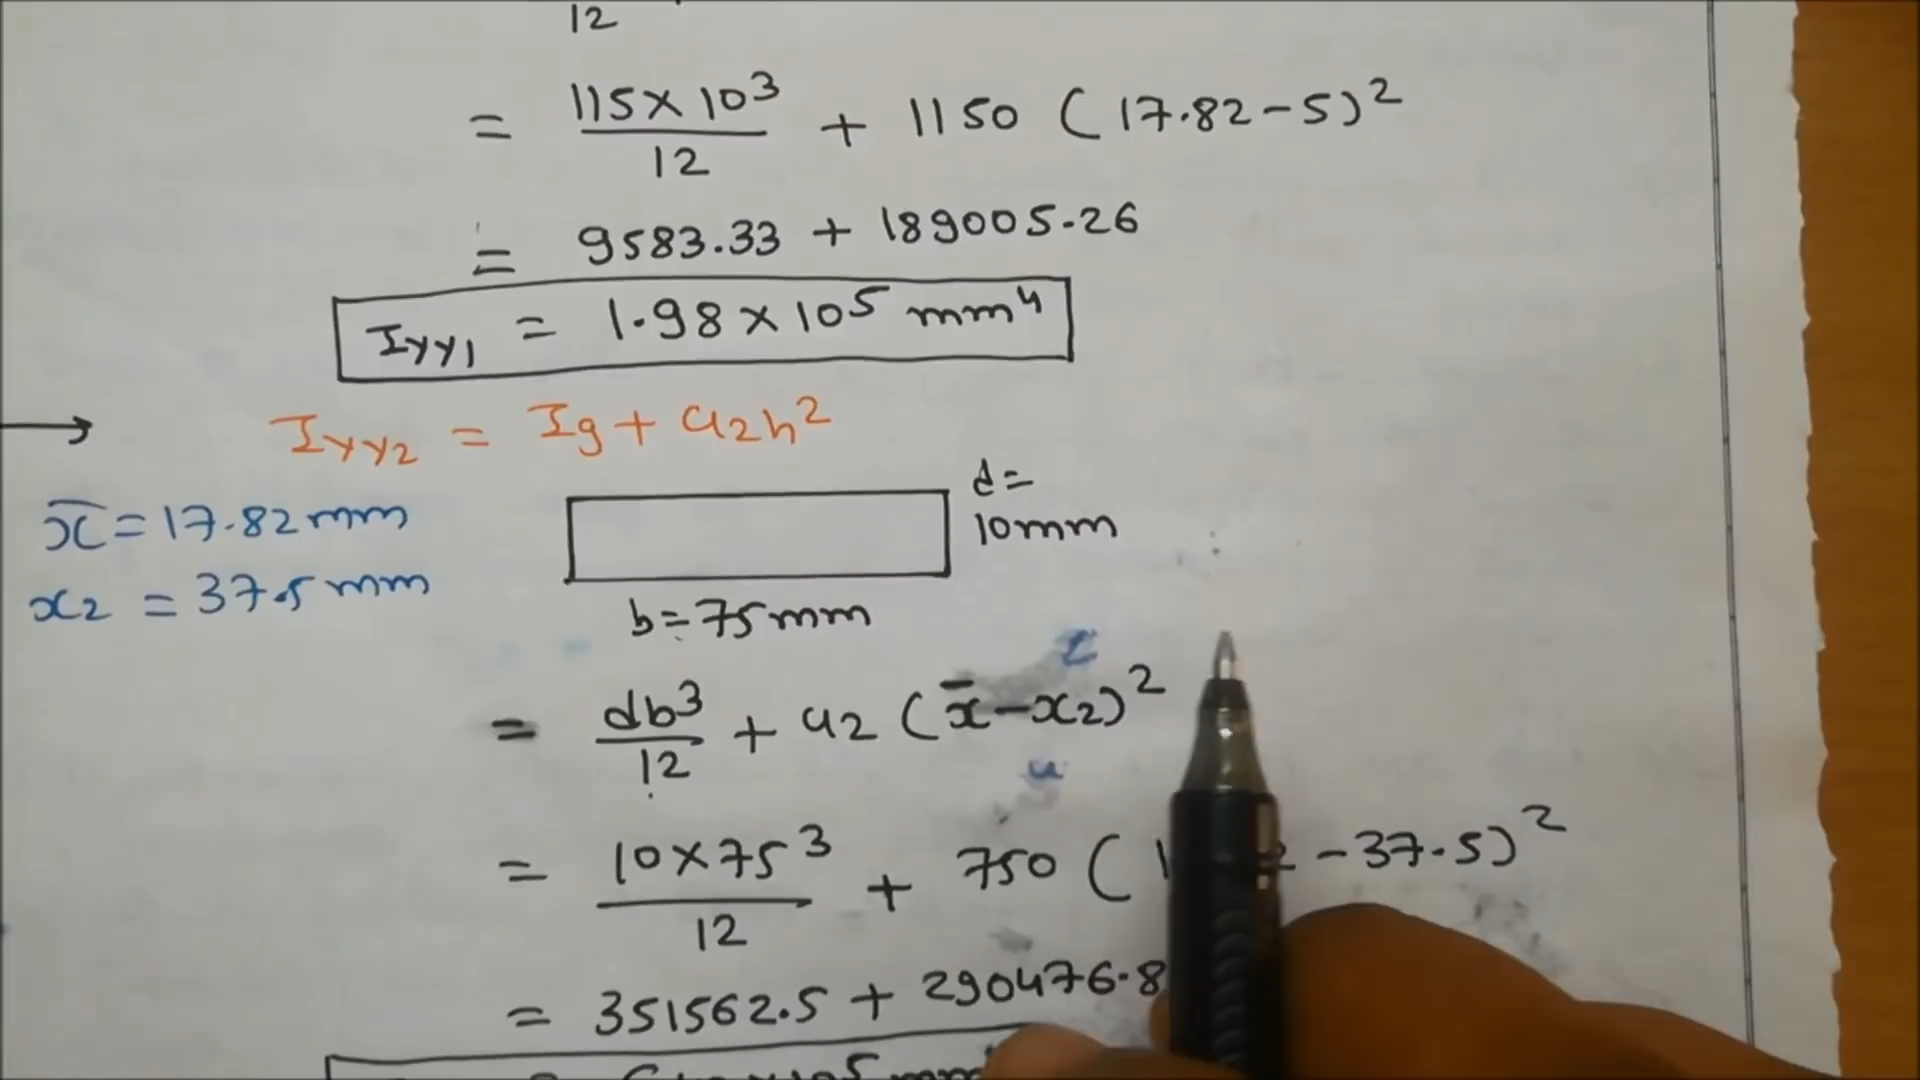 12
= 115×10³/12 + 1150 (17.82-5)²
= 9583.33 + 189005.26
IYY1 = 1.98×10⁵ mm⁴
IYY2 = Ig + a2h²
d=
10mm
x̄ = 17.82mm
x2 = 37.5mm
b=75mm
= db³/12 + a2 (x̄-x2)²
= 10×75³/12 + 750 ( -37.5)²
= 351562.5 + 290476.8